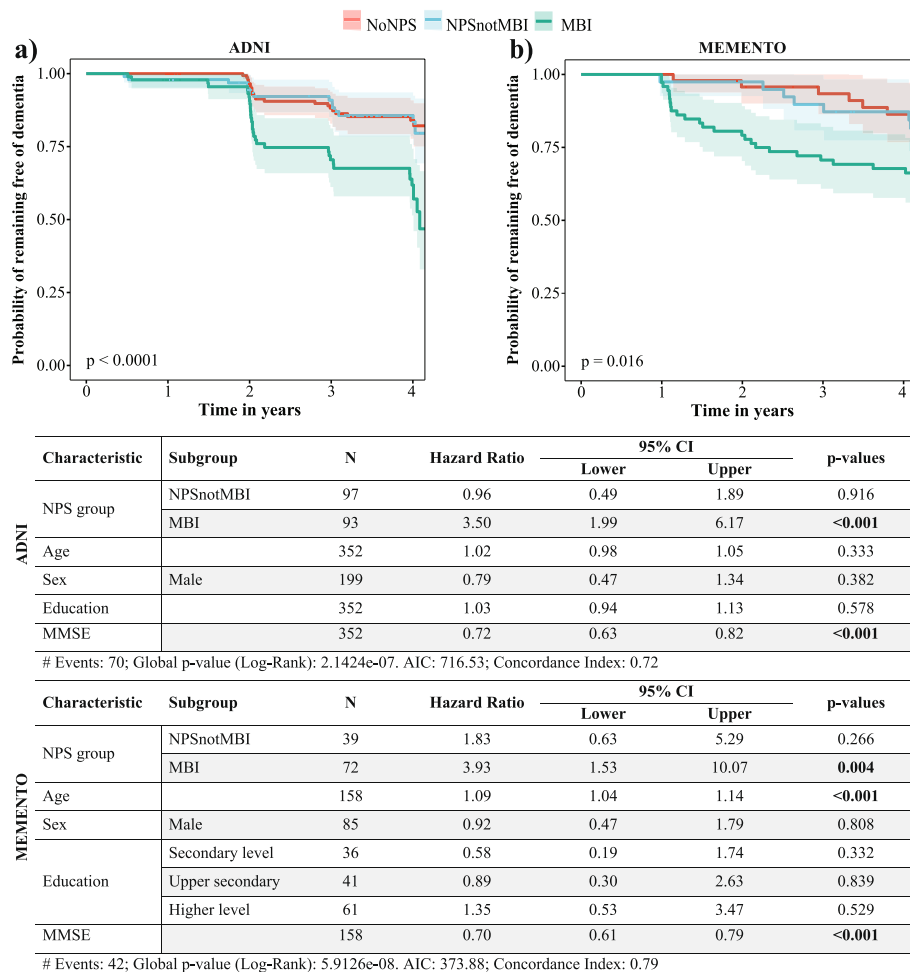 NoNPS NPSnotMBI MBI
a) ADNI
b) MEMENTO
Probability of remaining free of dementia
1.00
0.75
0.50
0.25
0.00
p < 0.0001
0 1 2 3 4
Time in years
Probability of remaining free of dementia
1.00
0.75
0.50
0.25
0.00
p = 0.016
0 1 2 3 4
Time in years
ADNI
Characteristic Subgroup N Hazard Ratio 95% CI p-values
Lower Upper
NPS group NPSnotMBI 97 0.96 0.49 1.89 0.916
MBI 93 3.50 1.99 6.17 <0.001
Age 352 1.02 0.98 1.05 0.333
Sex Male 199 0.79 0.47 1.34 0.382
Education 352 1.03 0.94 1.13 0.578
MMSE 352 0.72 0.63 0.82 <0.001
# Events: 70; Global p-value (Log-Rank): 2.1424e-07. AIC: 716.53; Concordance Index: 0.72
MEMENTO
Characteristic Subgroup N Hazard Ratio 95% CI p-values
Lower Upper
NPS group NPSnotMBI 39 1.83 0.63 5.29 0.266
MBI 72 3.93 1.53 10.07 0.004
Age 158 1.09 1.04 1.14 <0.001
Sex Male 85 0.92 0.47 1.79 0.808
Education Secondary level 36 0.58 0.19 1.74 0.332
Upper secondary 41 0.89 0.30 2.63 0.839
Higher level 61 1.35 0.53 3.47 0.529
MMSE 158 0.70 0.61 0.79 <0.001
# Events: 42; Global p-value (Log-Rank): 5.9126e-08. AIC: 373.88; Concordance Index: 0.79